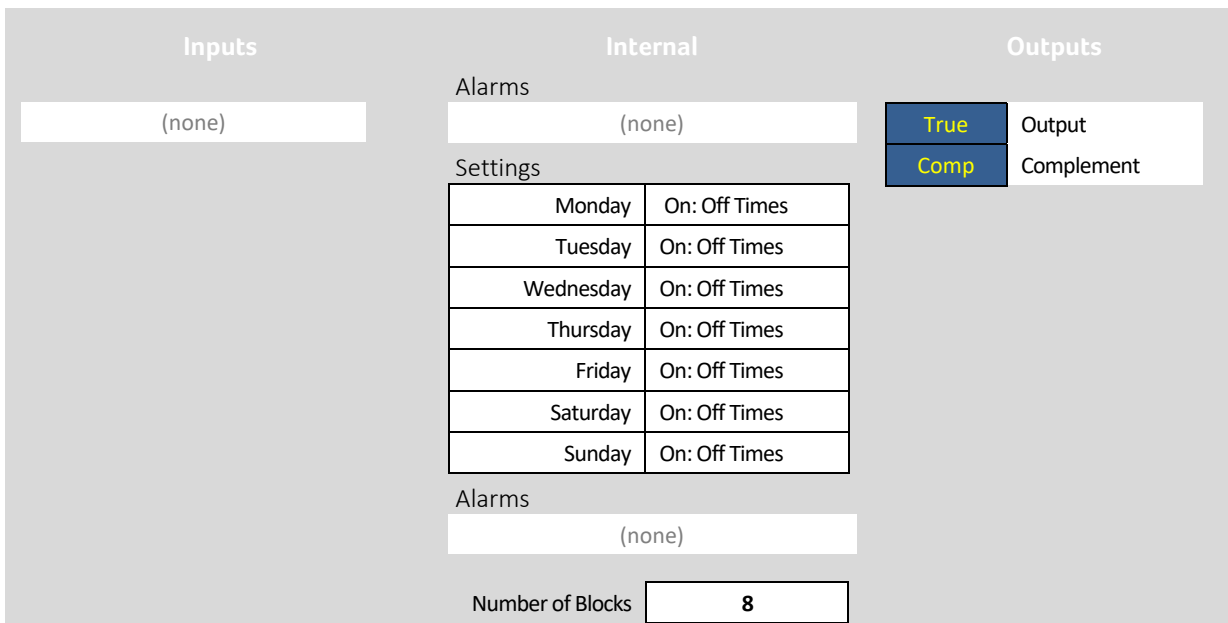 Inputs Internal Outputs
Alarms
(none) (none) True Output
Settings Comp Complement
Monday On: Off Times
Tuesday On: Off Times
Wednesday On: Off Times
Thursday On: Off Times
Friday On: Off Times
Saturday On: Off Times
Sunday On: Off Times
Alarms
(none)
Number of Blocks 8